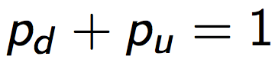 p_d + p_u = 1